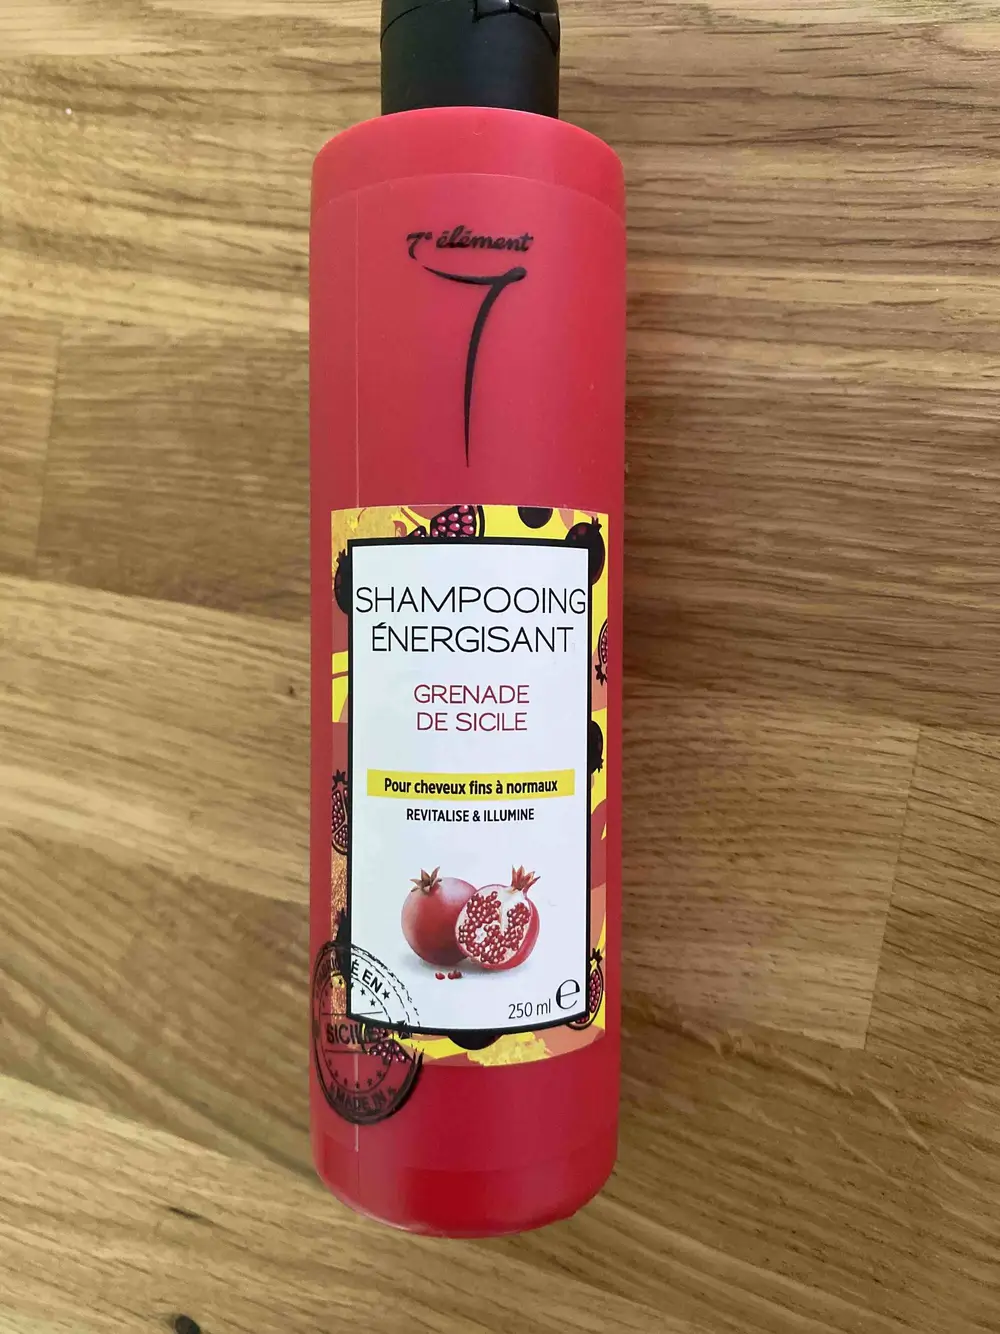 7e élément
7
SHAMPOOING
ÉNERGISANT
GRENADE
DE SICILE
Pour cheveux fins à normaux
REVITALISE & ILLUMINE
250 ml e
É EN
SICILE
MADE IN